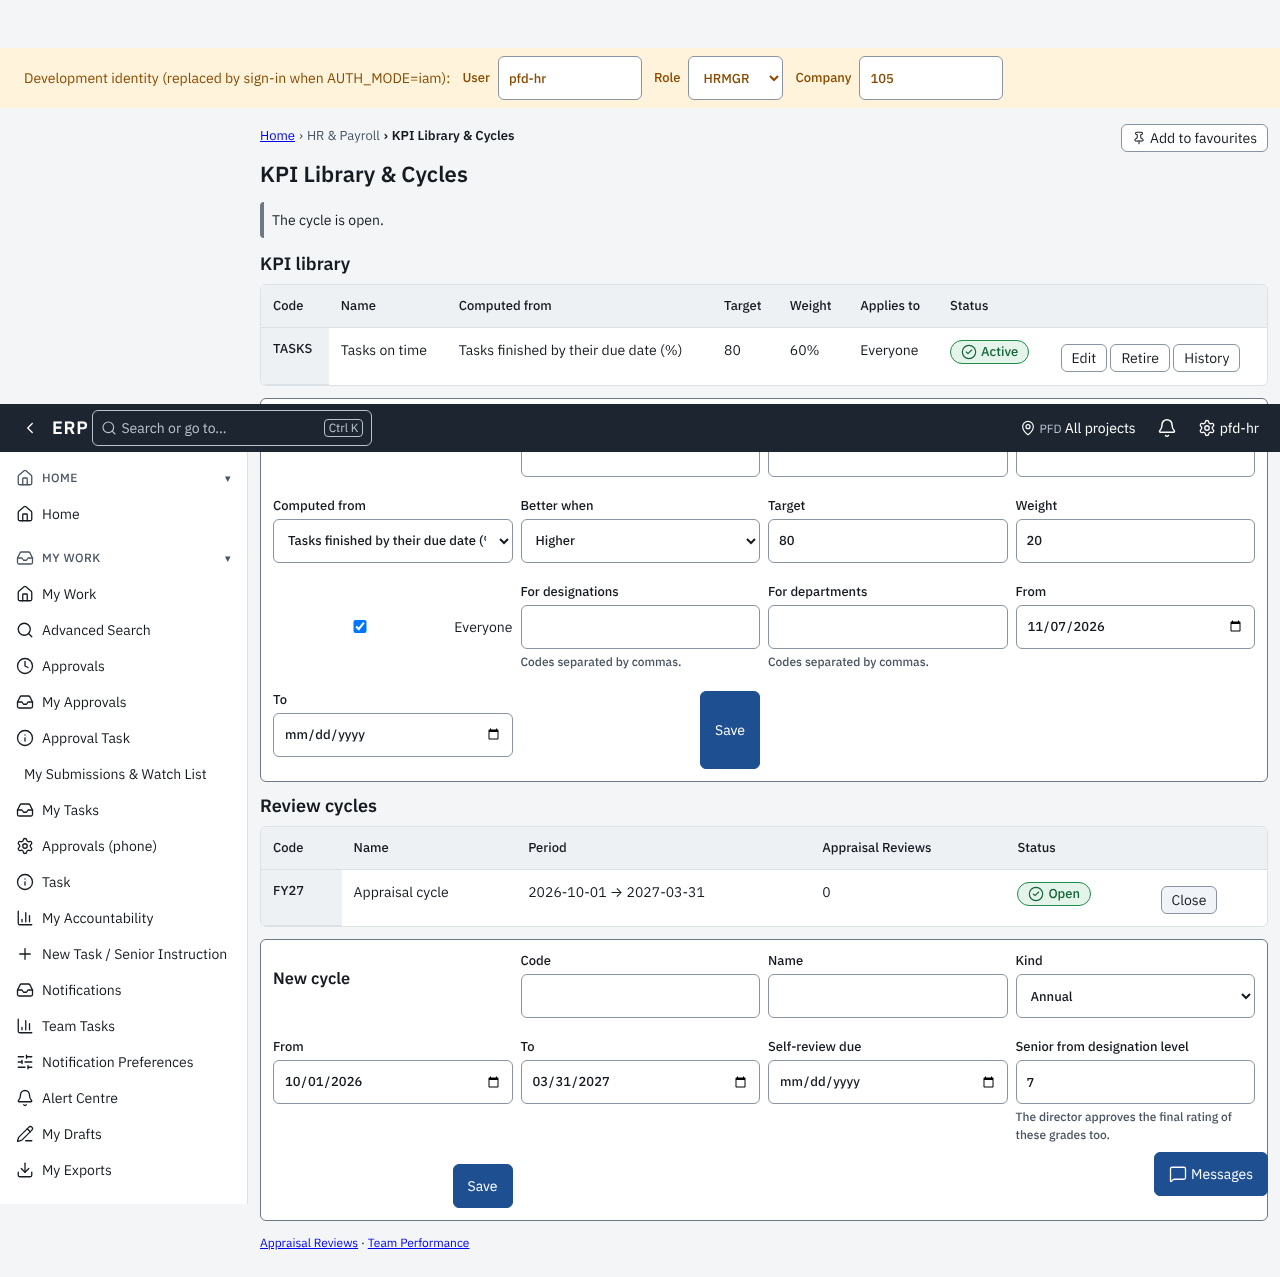 Development identity (replaced by sign-in when AUTH_MODE=iam): User pfd-hr Role HRMGR Company 105
Home › HR & Payroll › KPI Library & Cycles
Add to favourites
KPI Library & Cycles
The cycle is open.
KPI library
Code Name Computed from Target Weight Applies to Status
TASKS Tasks on time Tasks finished by their due date (%) 80 60% Everyone Active Edit Retire History
ERP Search or go to... Ctrl K PFD All projects pfd-hr
HOME
Home
MY WORK
My Work
Advanced Search
Approvals
My Approvals
Approval Task
My Submissions & Watch List
My Tasks
Approvals (phone)
Task
My Accountability
New Task / Senior Instruction
Notifications
Team Tasks
Notification Preferences
Alert Centre
My Drafts
My Exports
Computed from Better when Target Weight
Tasks finished by their due date ( Higher 80 20
For designations For departments From
Everyone 11/07/2026
Codes separated by commas. Codes separated by commas.
To
mm/dd/yyyy Save
Review cycles
Code Name Period Appraisal Reviews Status
FY27 Appraisal cycle 2026-10-01 → 2027-03-31 0 Open Close
New cycle Code Name Kind
Annual
From To Self-review due Senior from designation level
10/01/2026 03/31/2027 mm/dd/yyyy 7
The director approves the final rating of
these grades too.
Save
Messages
Appraisal Reviews · Team Performance